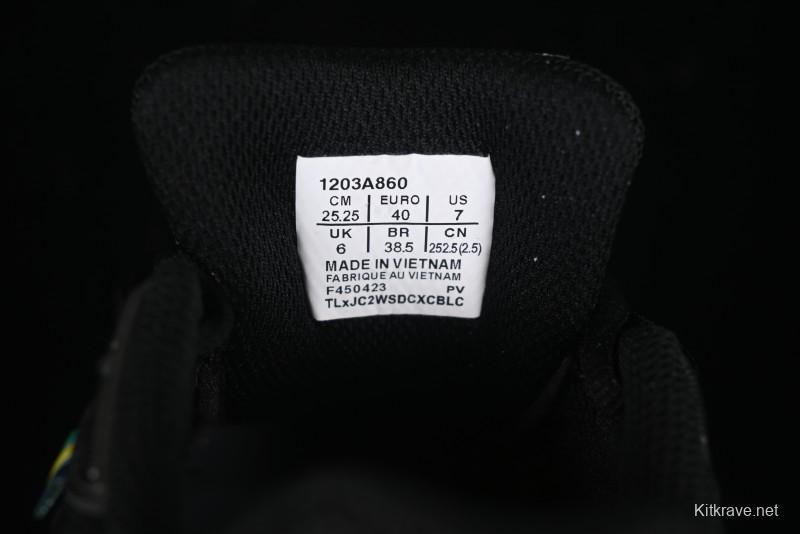 1203A860
CM EURO US
25.25 40 7
UK BR CN
6 38.5 252.5(2.5)
MADE IN VIETNAM
FABRIQUE AU VIETNAM
F450423 PV
TLxJC2WSDCXCBLC
Kitkrave.net